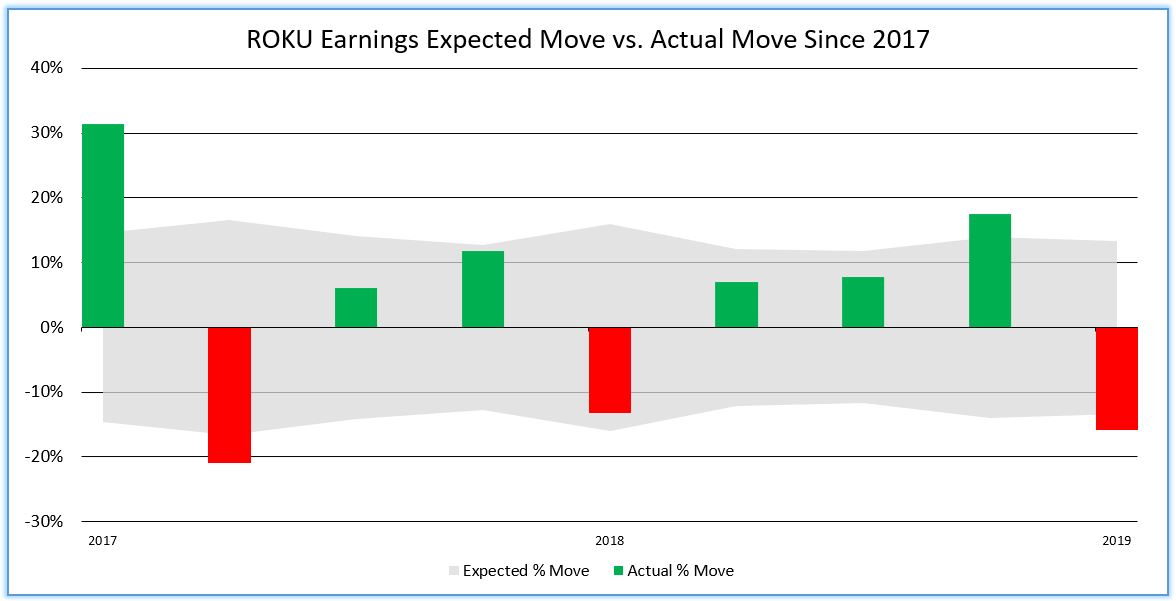 ROKU Earnings Expected Move vs. Actual Move Since 2017
40%
30%
20%
10%
0%
-10%
-20%
-30%
2017 2018 2019
Expected % Move Actual % Move